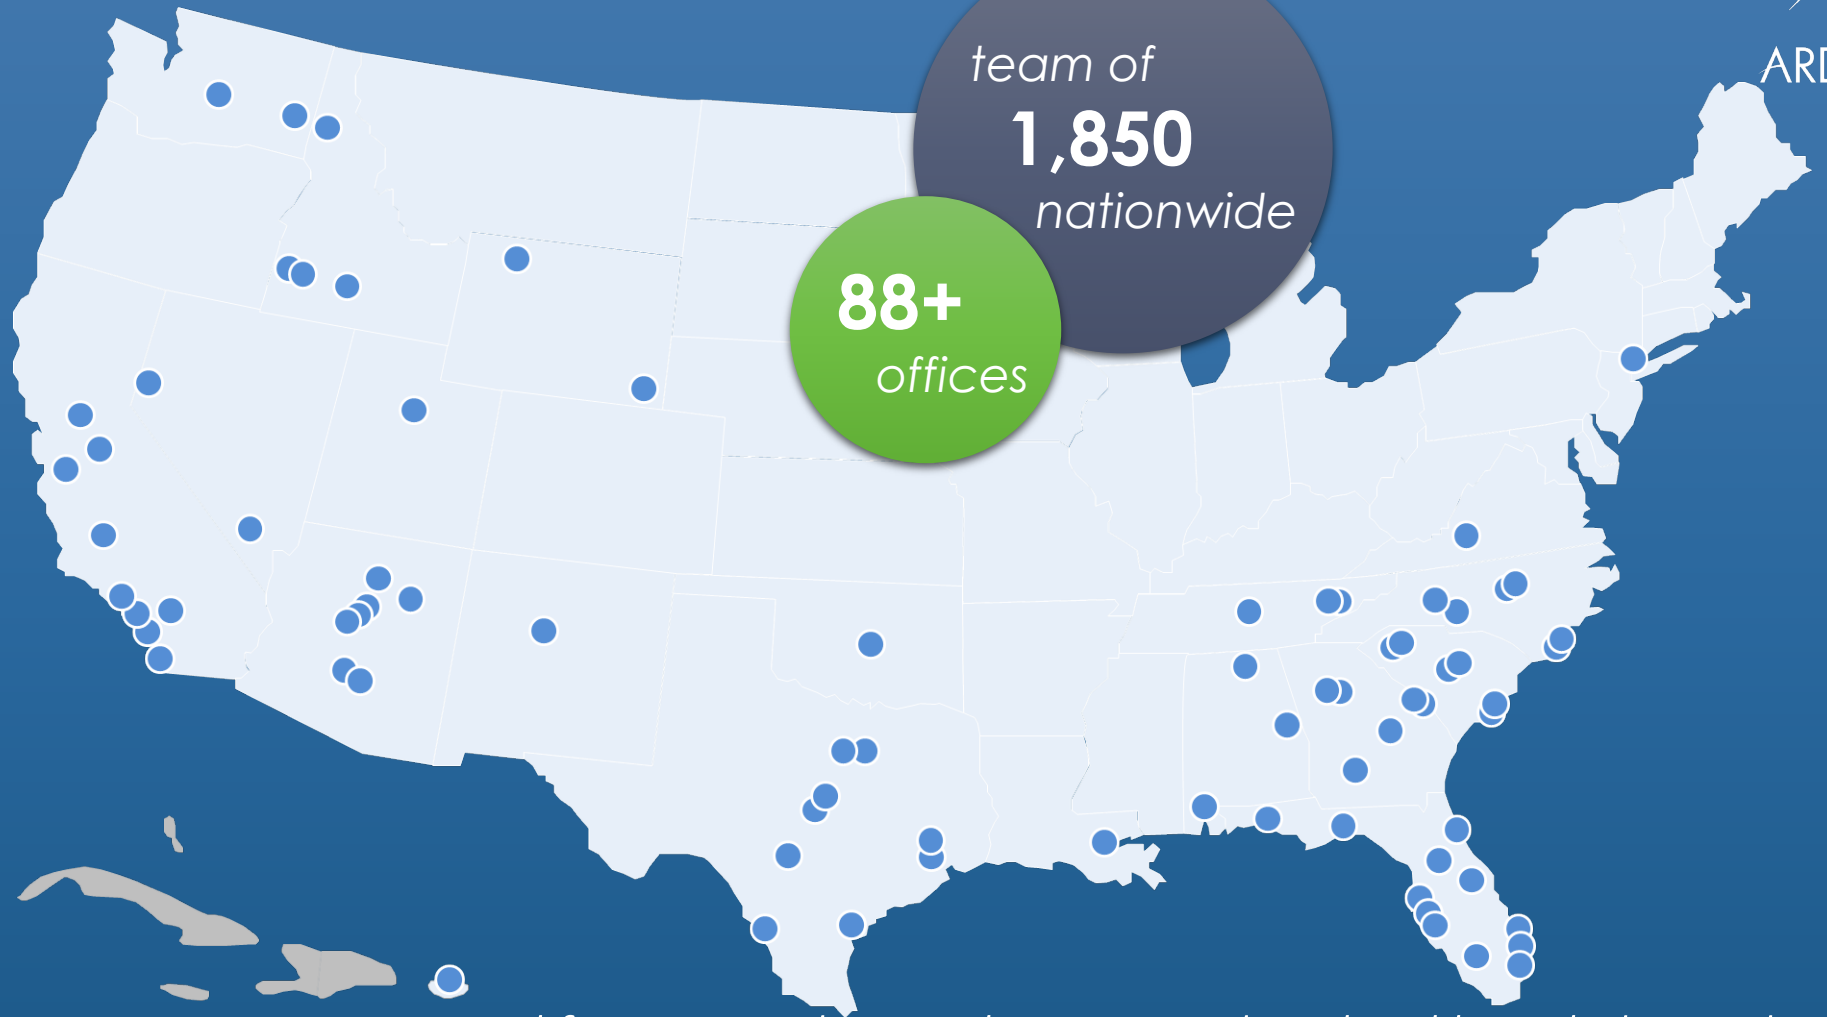 team of
1,850
nationwide
88+
offices